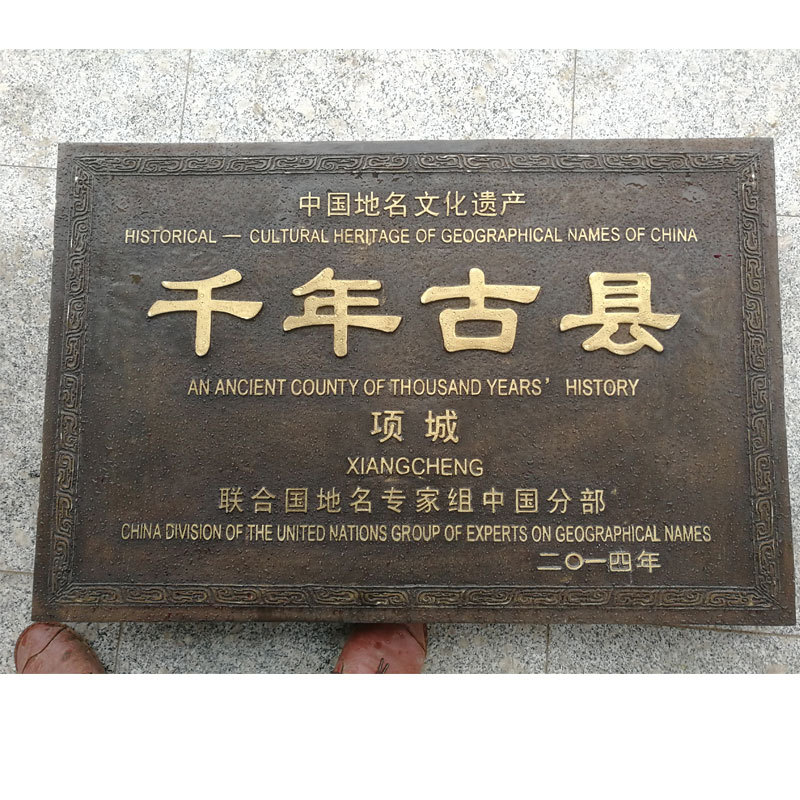 中国地名文化遗产
HISTORICAL — CULTURAL HERITAGE OF GEOGRAPHICAL NAMES OF CHINA
千年古县
AN ANCIENT COUNTY OF THOUSAND YEARS' HISTORY
项城
XIANGCHENG
联合国地名专家组中国分部
CHINA DIVISION OF THE UNITED NATIONS GROUP OF EXPERTS ON GEOGRAPHICAL NAMES
二〇一四年